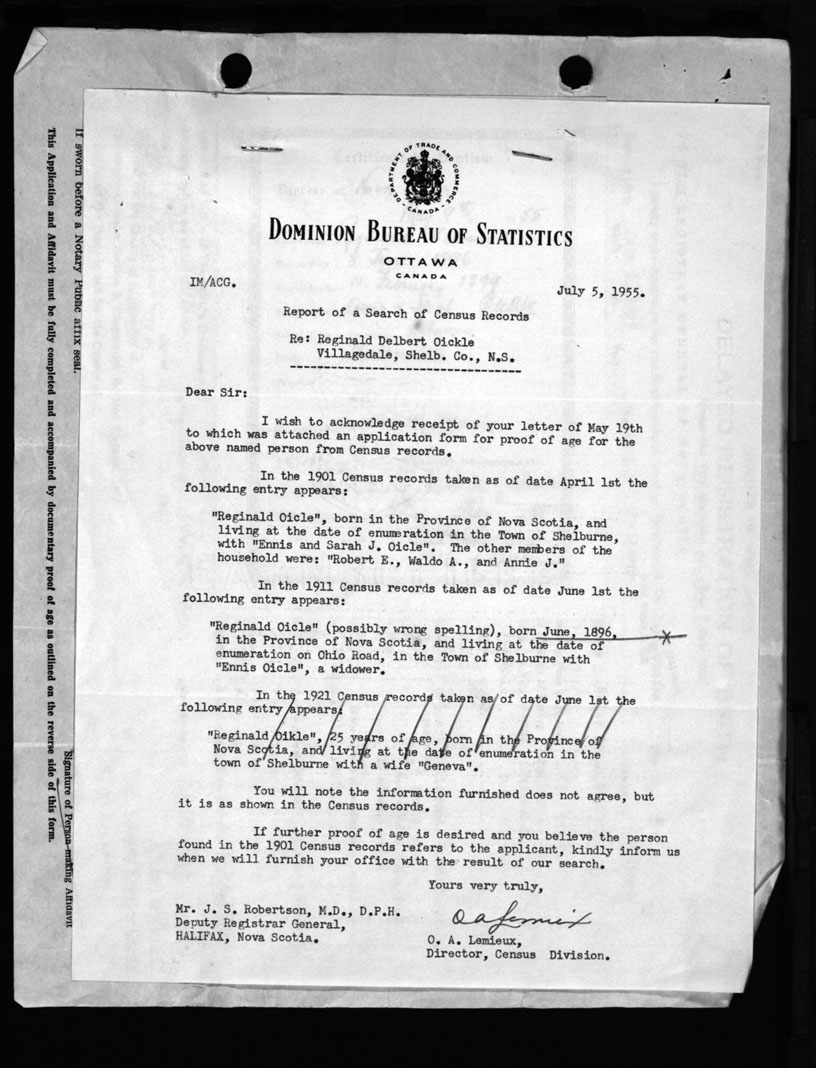 DEPARTMENT OF TRADE AND COMMERCE
- CANADA -
DOMINION BUREAU OF STATISTICS
OTTAWA
CANADA
IM/ACG.
July 5, 1955.
Report of a Search of Census Records
Re: Reginald Delbert Oickle
Villagedale, Shelb. Co., N.S.
Dear Sir:
I wish to acknowledge receipt of your letter of May 19th
to which was attached an application form for proof of age for the
above named person from Census records.
In the 1901 Census records taken as of date April 1st the
following entry appears:
"Reginald Oicle", born in the Province of Nova Scotia, and
living at the date of enumeration in the Town of Shelburne,
with "Ennis and Sarah J. Oicle". The other members of the
household were: "Robert E., Waldo A., and Annie J."
In the 1911 Census records taken as of date June 1st the
following entry appears:
"Reginald Oicle" (possibly wrong spelling), born June, 1896,
in the Province of Nova Scotia, and living at the date of
enumeration on Ohio Road, in the Town of Shelburne with
"Ennis Oicle", a widower.
In the 1921 Census records taken as of date June 1st the
following entry appears:
"Reginald Oikle", 25 years of age, born in the Province of
Nova Scotia, and living at the date of enumeration in the
town of Shelburne with a wife "Geneva".
You will note the information furnished does not agree, but
it is as shown in the Census records.
If further proof of age is desired and you believe the person
found in the 1901 Census records refers to the applicant, kindly inform us
when we will furnish your office with the result of our search.
Yours very truly,
O A Lemieux
Mr. J. S. Robertson, M.D., D.P.H.
Deputy Registrar General,
HALIFAX, Nova Scotia.
O. A. Lemieux,
Director, Census Division.
If sworn before a Notary Public affix seal.
This Application and Affidavit must be fully completed and accompanied by documentary proof of age as outlined on the reverse side of this form.
Signature of Person making Affidavit